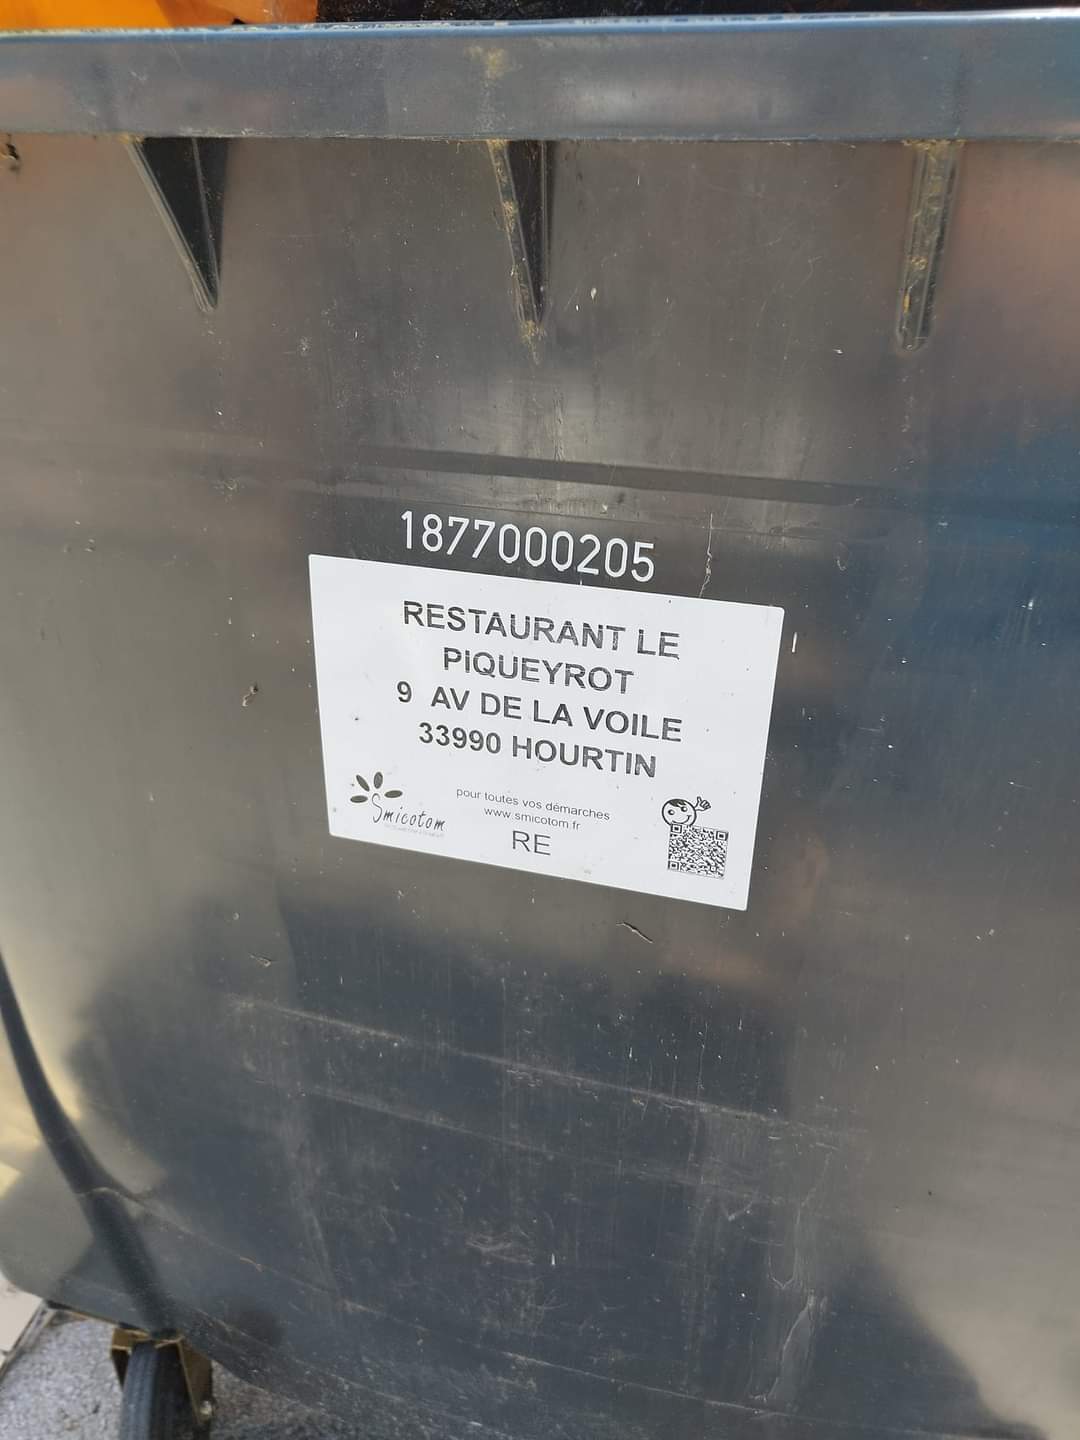 1877000205
RESTAURANT LE
PIQUEYROT
9 AV DE LA VOILE
33990 HOURTIN
pour toutes vos démarches
www.smicotom.fr
Smicotom
RE